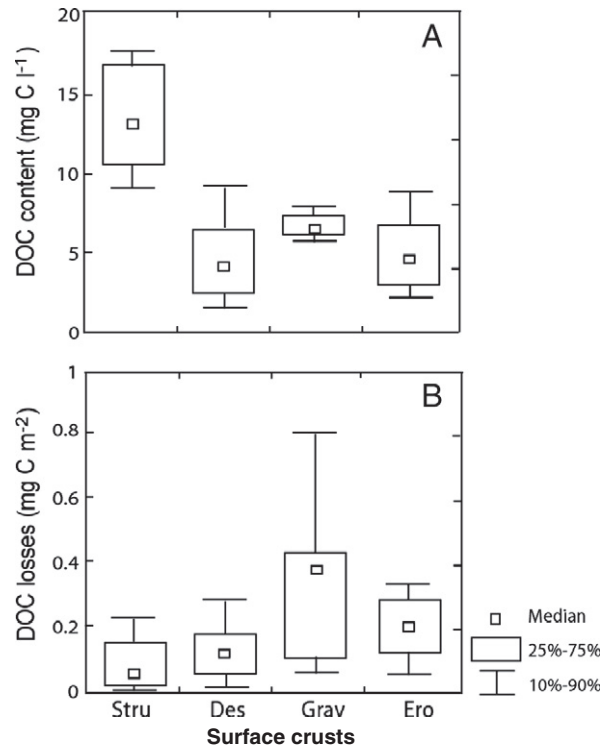 A
DOC content (mg C l-1)
20
15
10
5
0
B
DOC losses (mg C m-2)
1
0.8
0.6
0.4
0.2
0
Stru Des Grav Ero
Surface crusts
Median
25%-75%
10%-90%